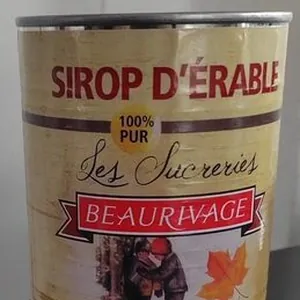 SIROP D'ÉRABLE
100%
PUR
Les Sucreries
BEAURIVAGE